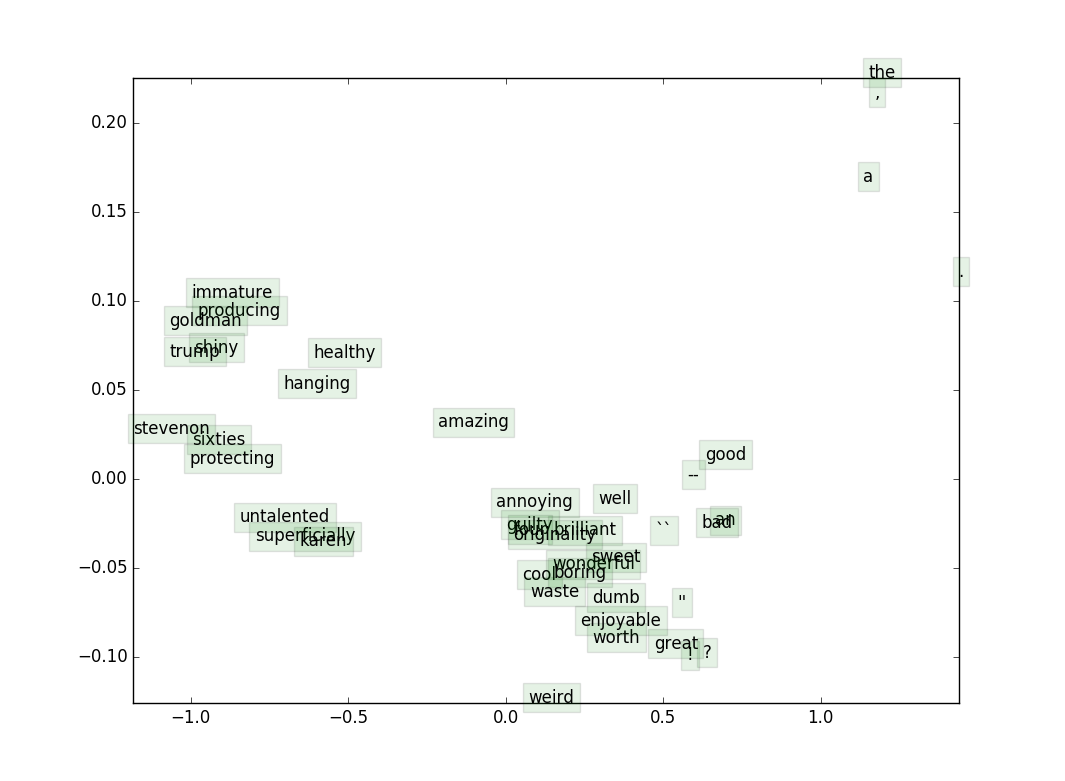 the
,
0.20
a
0.15
.
immature
0.10
producing
goldman
shiny
trump
healthy
hanging
0.05
amazing
stevenon
sixties
protecting
good
0.00
--
annoying
well
untalented
guilty
an
bad
``
brilliant
originality
superficially
karen
sweet
wonderful
−0.05
boring
cool
waste
dumb
"
enjoyable
worth
great
!
?
−0.10
weird
−1.0 −0.5 0.0 0.5 1.0